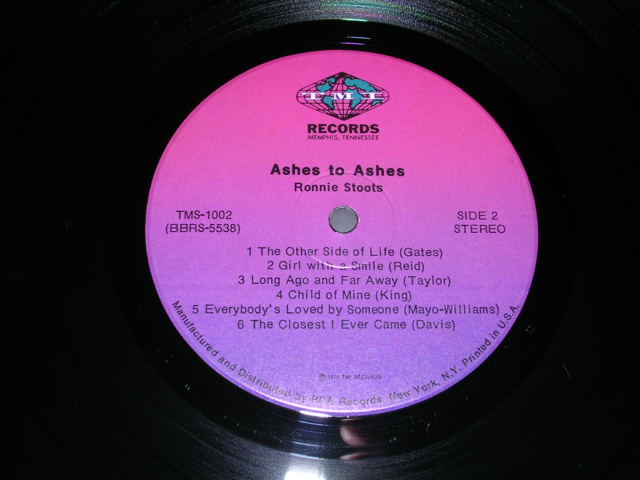 TMI
RECORDS
MEMPHIS, TENNESSEE
Ashes to Ashes
Ronnie Stoots
TMS-1002
(BBRS-5538)
SIDE 2
STEREO
1 The Other Side of Life (Gates)
2 Girl with a Smile (Reid)
3 Long Ago and Far Away (Taylor)
4 Child of Mine (King)
5 Everybody's Loved by Someone (Mayo-Williams)
6 The Closest I Ever Came (Davis)
℗ 1972 TMI RECORDS
Manufactured and Distributed by RCA Records, New York, N.Y. Printed in U.S.A.